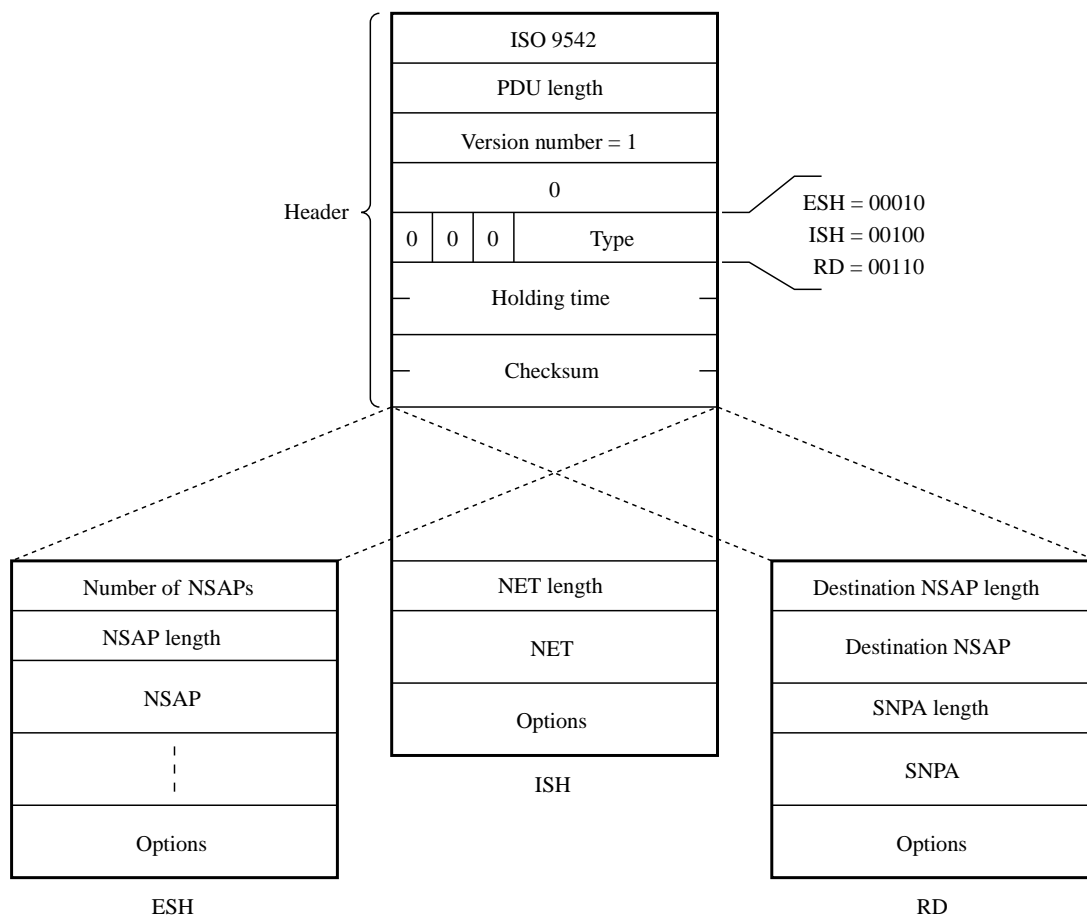 ISO 9542
PDU length
Version number = 1
0
Header
0 0 0 Type
ESH = 00010
ISH = 00100
RD = 00110
Holding time
Checksum
Number of NSAPs
NSAP length
NSAP
Options
ESH
NET length
NET
Options
ISH
Destination NSAP length
Destination NSAP
SNPA length
SNPA
Options
RD